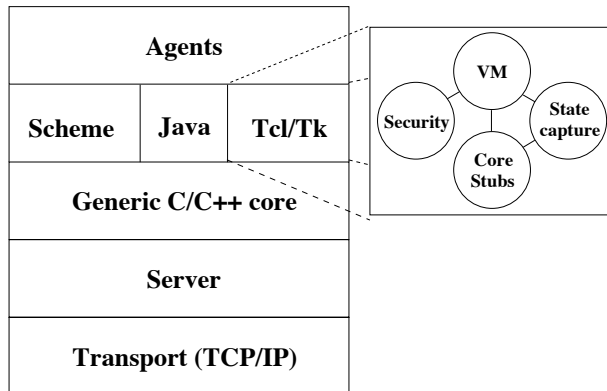 Agents
Scheme
Java
Tcl/Tk
Generic C/C++ core
Server
Transport (TCP/IP)
VM
Security
State
capture
Core
Stubs